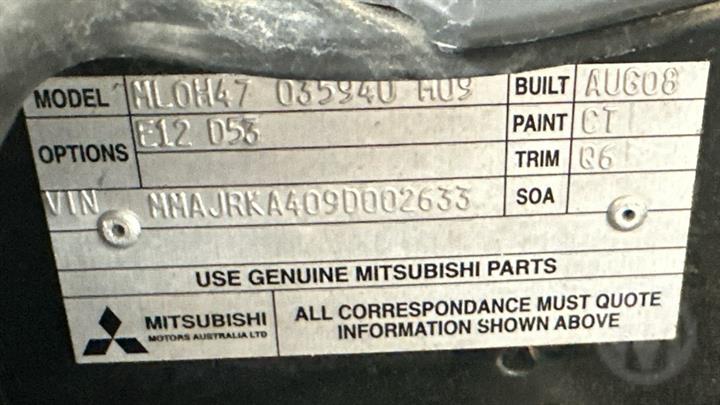 MODEL ML0H47 03594U H09 BUILT AUG08
OPTIONS E12 D53 PAINT CT
TRIM Q6
VIN MMAJRKA409D002633 SOA
USE GENUINE MITSUBISHI PARTS
MITSUBISHI
MOTORS AUSTRALIA LTD
ALL CORRESPONDANCE MUST QUOTE
INFORMATION SHOWN ABOVE